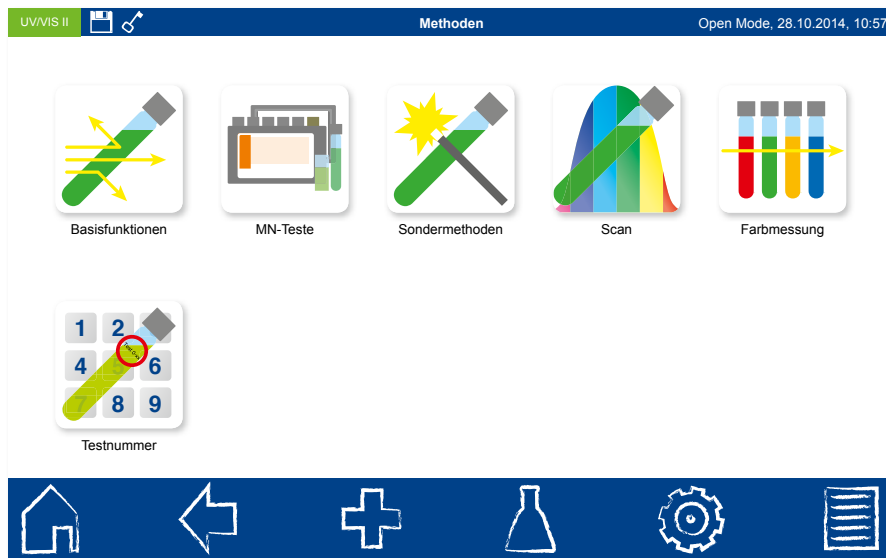 UV/VIS II
Methoden
Open Mode, 28.10.2014, 10:57
Basisfunktionen
MN-Teste
Sondermethoden
Scan
Farbmessung
1 2
4 5 6
7 8 9
Testnummer